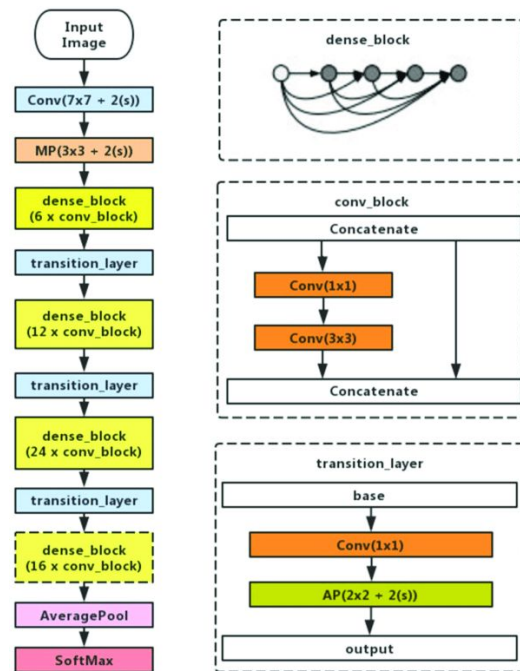 Input
Image
Conv(7x7 + 2(s))
MP(3x3 + 2(s))
dense_block
(6 x conv_block)
transition_layer
dense_block
(12 x conv_block)
transition_layer
dense_block
(24 x conv_block)
transition_layer
dense_block
(16 x conv_block)
AveragePool
SoftMax
dense_block
conv_block
Concatenate
Conv(1x1)
Conv(3x3)
Concatenate
transition_layer
base
Conv(1x1)
AP(2x2 + 2(s))
output